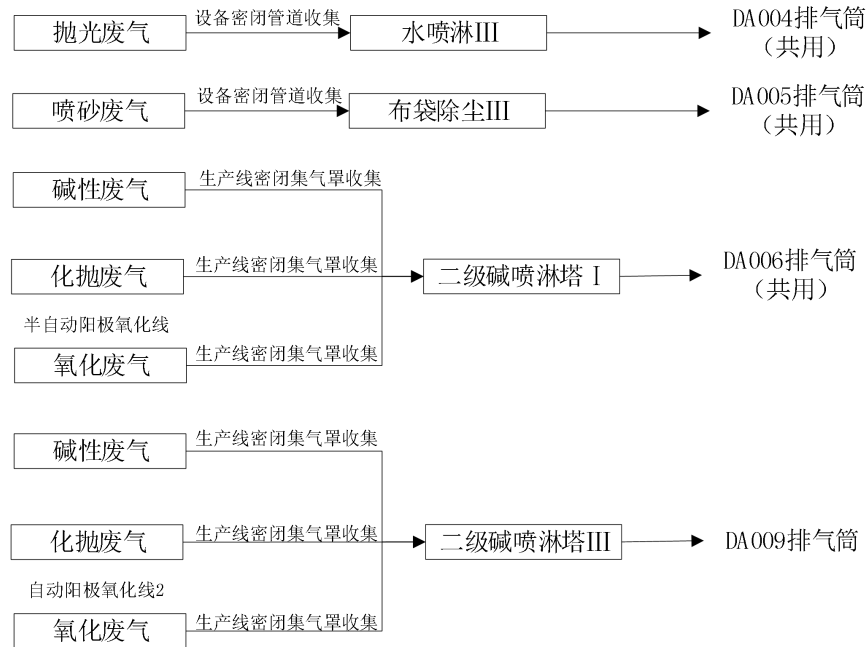 抛光废气
设备密闭管道收集
水喷淋III
DA004排气筒
（共用）
喷砂废气
设备密闭管道收集
布袋除尘III
DA005排气筒
（共用）
碱性废气
生产线密闭集气罩收集
化抛废气
生产线密闭集气罩收集
二级碱喷淋塔Ⅰ
DA006排气筒
（共用）
半自动阳极氧化线
氧化废气
生产线密闭集气罩收集
碱性废气
生产线密闭集气罩收集
化抛废气
生产线密闭集气罩收集
二级碱喷淋塔III
DA009排气筒
自动阳极氧化线2
氧化废气
生产线密闭集气罩收集